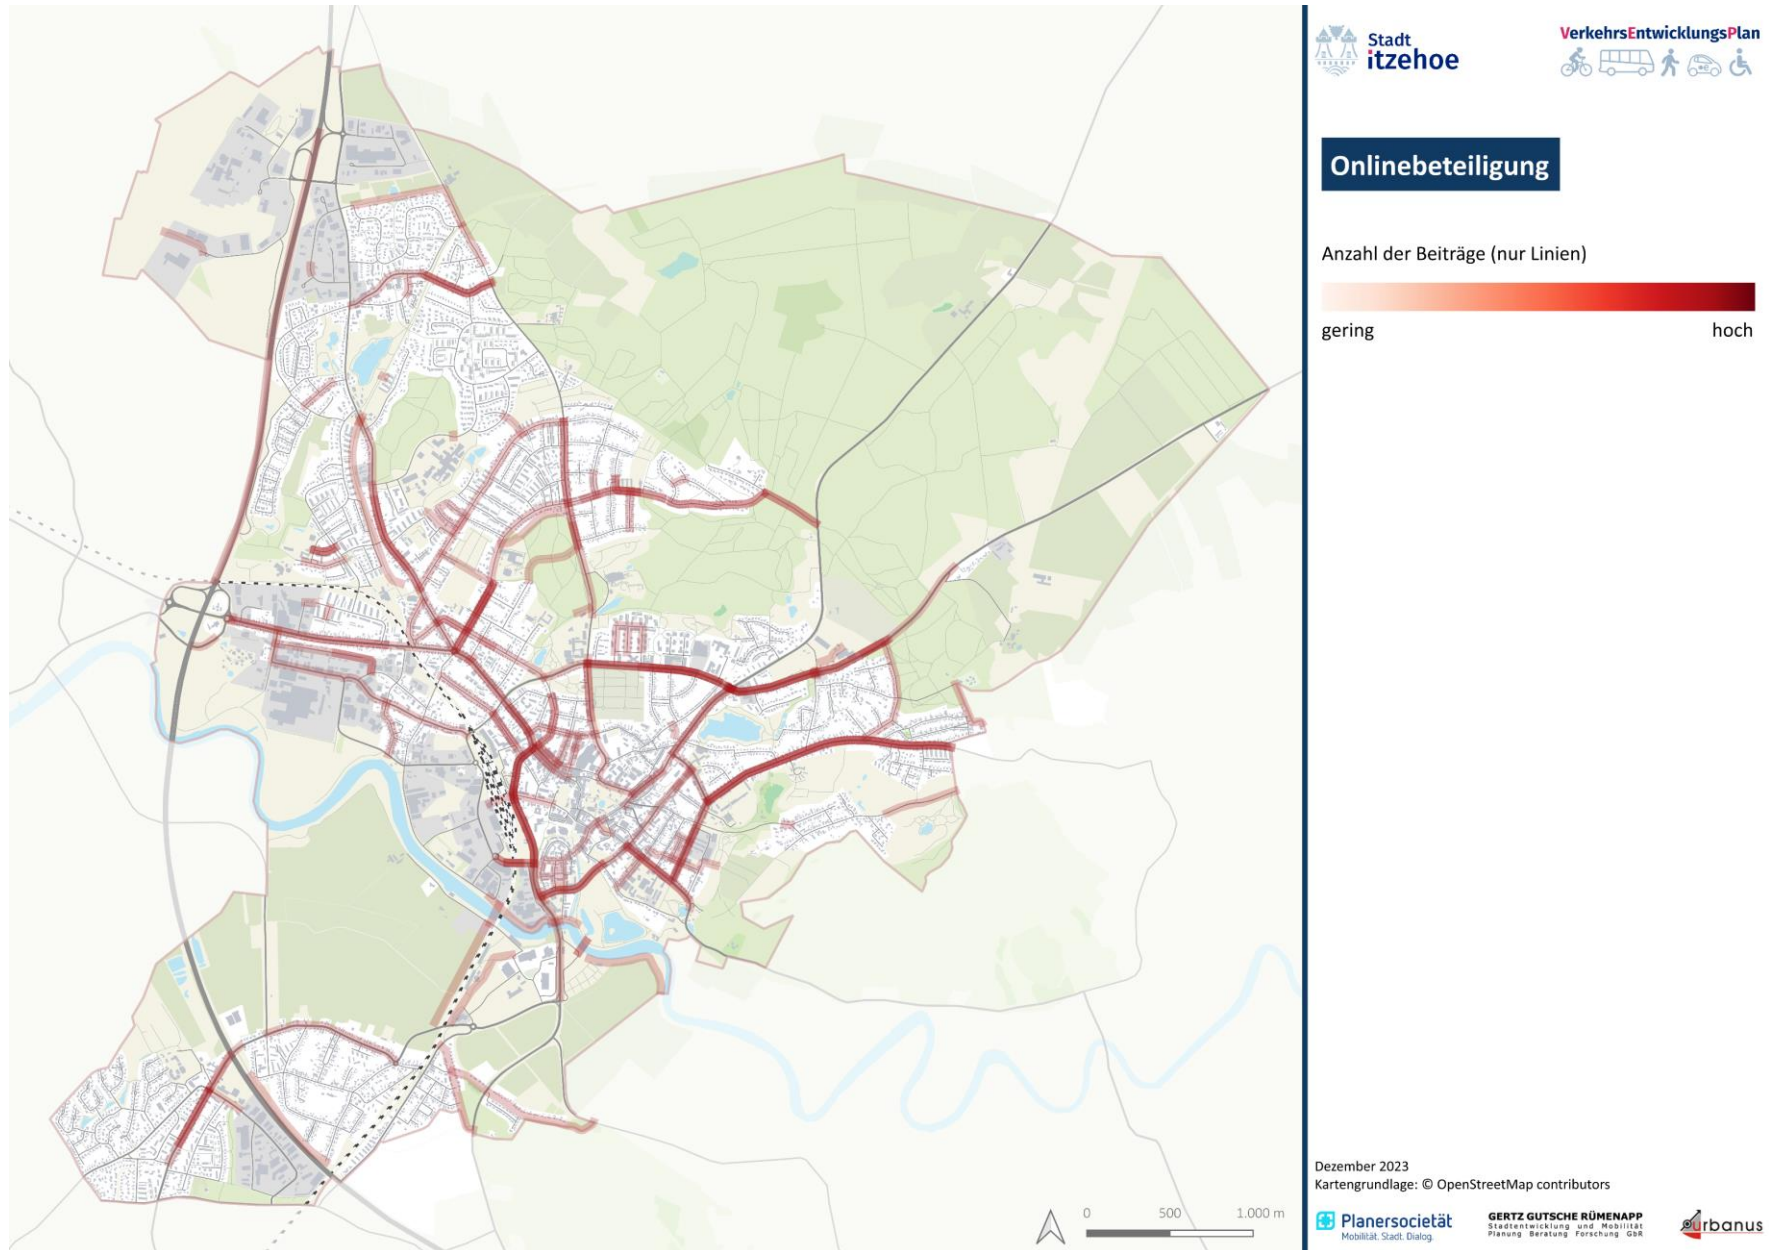 Stadt
itzehoe
VerkehrsEntwicklungsPlan
Onlinebeteiligung
Anzahl der Beiträge (nur Linien)
gering hoch
0 500 1.000 m
Dezember 2023
Kartengrundlage: © OpenStreetMap contributors
Planersocietät
Mobilität. Stadt. Dialog.
GERTZ GUTSCHE RÜMENAPP
Stadtentwicklung und Mobilität
Planung Beratung Forschung GbR
urbanus